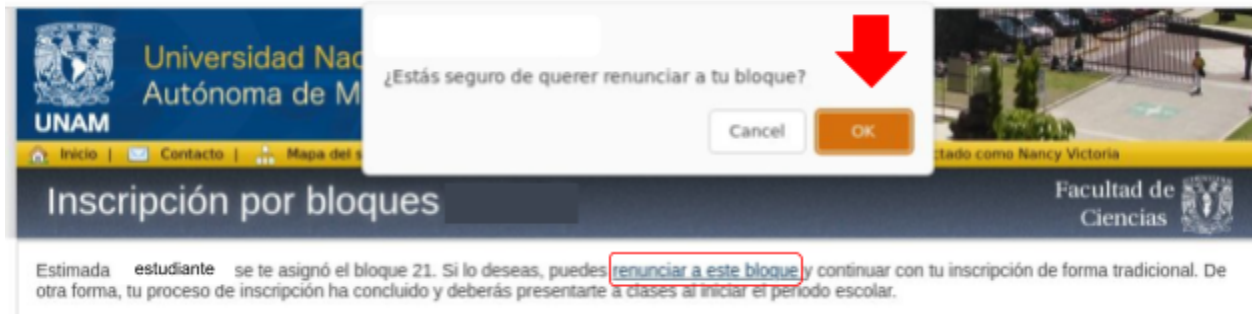 Universidad Nac
Autónoma de M
UNAM
¿Estás seguro de querer renunciar a tu bloque?
Cancel
OK
Inicio | Contacto | Mapa del s
ctado como Nancy Victoria
Inscripción por bloques
Facultad de
Ciencias
Estimada estudiante se te asignó el bloque 21. Si lo deseas, puedes renunciar a este bloque y continuar con tu inscripción de forma tradicional. De
otra forma, tu proceso de inscripción ha concluido y deberás presentarte a clases al iniciar el periodo escolar.